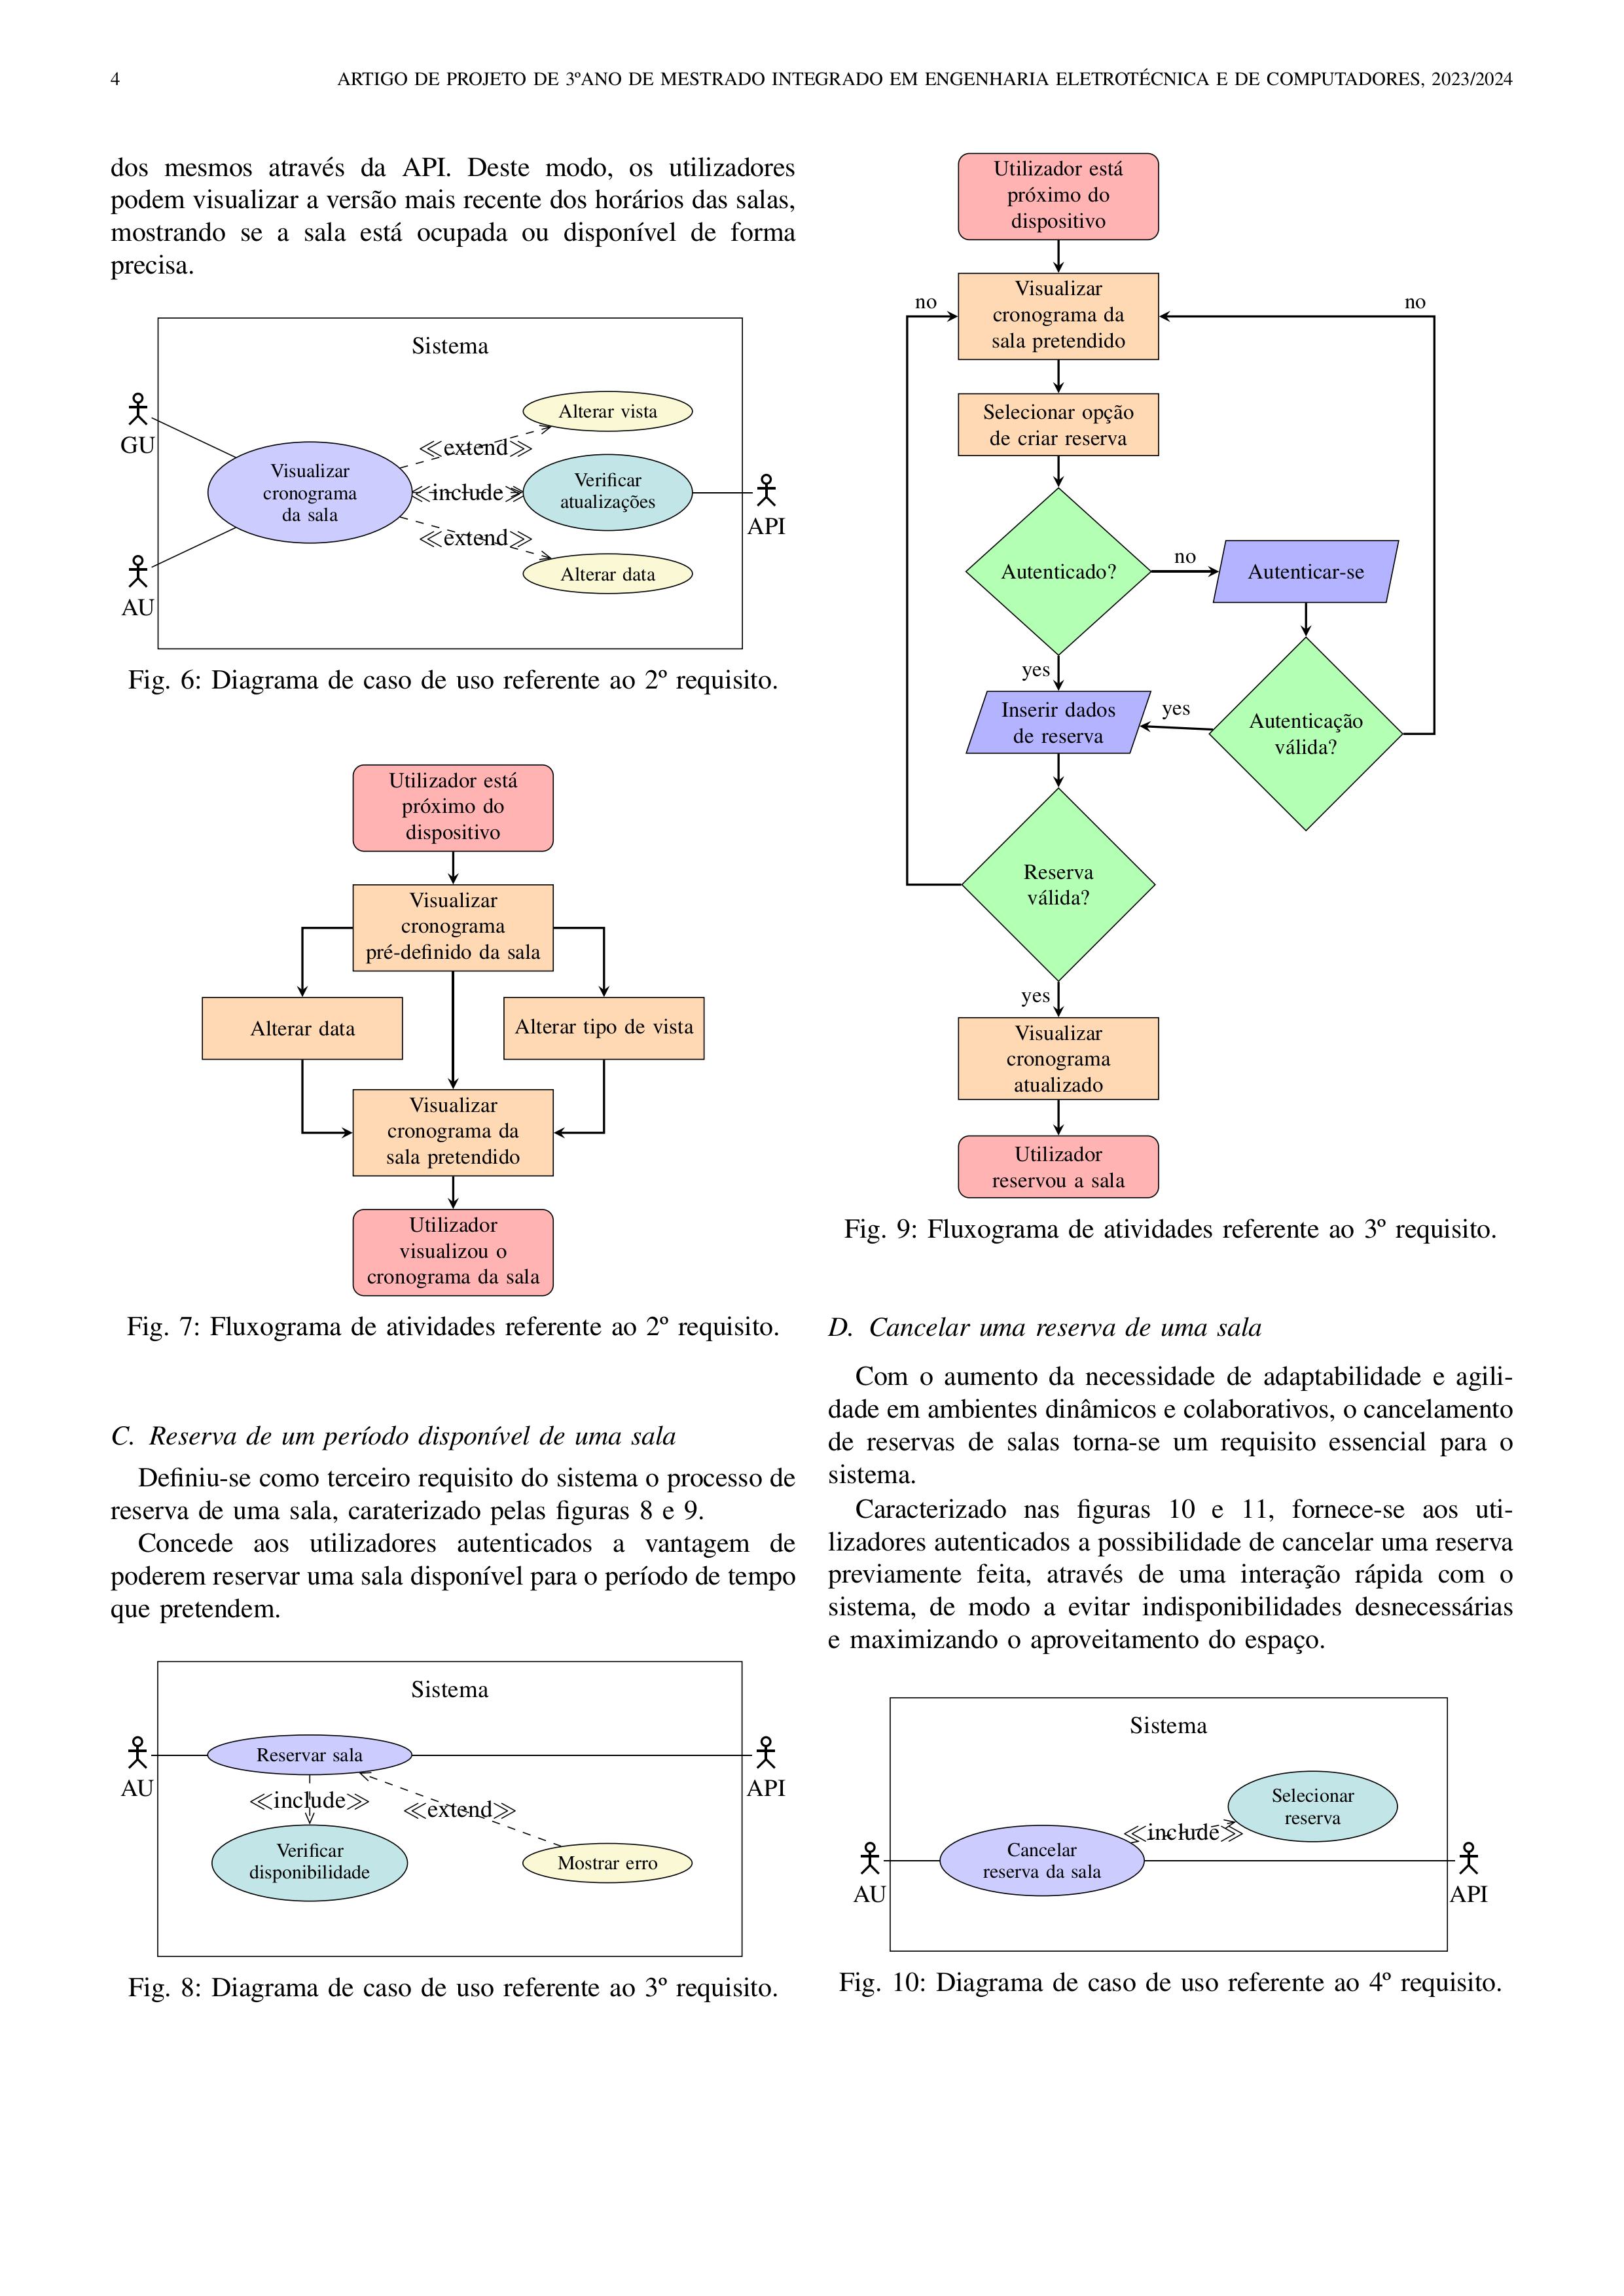 4
ARTIGO DE PROJETO DE 3ºANO DE MESTRADO INTEGRADO EM ENGENHARIA ELETROTÉCNICA E DE COMPUTADORES, 2023/2024
dos mesmos através da API. Deste modo, os utilizadores
podem visualizar a versão mais recente dos horários das salas,
mostrando se a sala está ocupada ou disponível de forma
precisa.
Sistema
GU
AU
Visualizar
cronograma
da sala
≪extend≫
≪include≫
≪extend≫
Alterar vista
Verificar
atualizações
Alterar data
API
Fig. 6: Diagrama de caso de uso referente ao 2º requisito.
Utilizador está
próximo do
dispositivo
Visualizar
cronograma
pré-definido da sala
Alterar data
Alterar tipo de vista
Visualizar
cronograma da
sala pretendido
Utilizador
visualizou o
cronograma da sala
Fig. 7: Fluxograma de atividades referente ao 2º requisito.
C. Reserva de um período disponível de uma sala
Definiu-se como terceiro requisito do sistema o processo de
reserva de uma sala, caraterizado pelas figuras 8 e 9.
Concede aos utilizadores autenticados a vantagem de
poderem reservar uma sala disponível para o período de tempo
que pretendem.
Sistema
AU
Reservar sala
API
≪include≫
≪extend≫
Verificar
disponibilidade
Mostrar erro
Fig. 8: Diagrama de caso de uso referente ao 3º requisito.
Utilizador está
próximo do
dispositivo
no
Visualizar
cronograma da
sala pretendido
no
Selecionar opção
de criar reserva
Autenticado?
no
Autenticar-se
yes
Inserir dados
de reserva
yes
Autenticação
válida?
Reserva
válida?
yes
Visualizar
cronograma
atualizado
Utilizador
reservou a sala
Fig. 9: Fluxograma de atividades referente ao 3º requisito.
D. Cancelar uma reserva de uma sala
Com o aumento da necessidade de adaptabilidade e agili-
dade em ambientes dinâmicos e colaborativos, o cancelamento
de reservas de salas torna-se um requisito essencial para o
sistema.
Caracterizado nas figuras 10 e 11, fornece-se aos uti-
lizadores autenticados a possibilidade de cancelar uma reserva
previamente feita, através de uma interação rápida com o
sistema, de modo a evitar indisponibilidades desnecessárias
e maximizando o aproveitamento do espaço.
Sistema
Selecionar
reserva
≪include≫
AU
Cancelar
reserva da sala
API
Fig. 10: Diagrama de caso de uso referente ao 4º requisito.